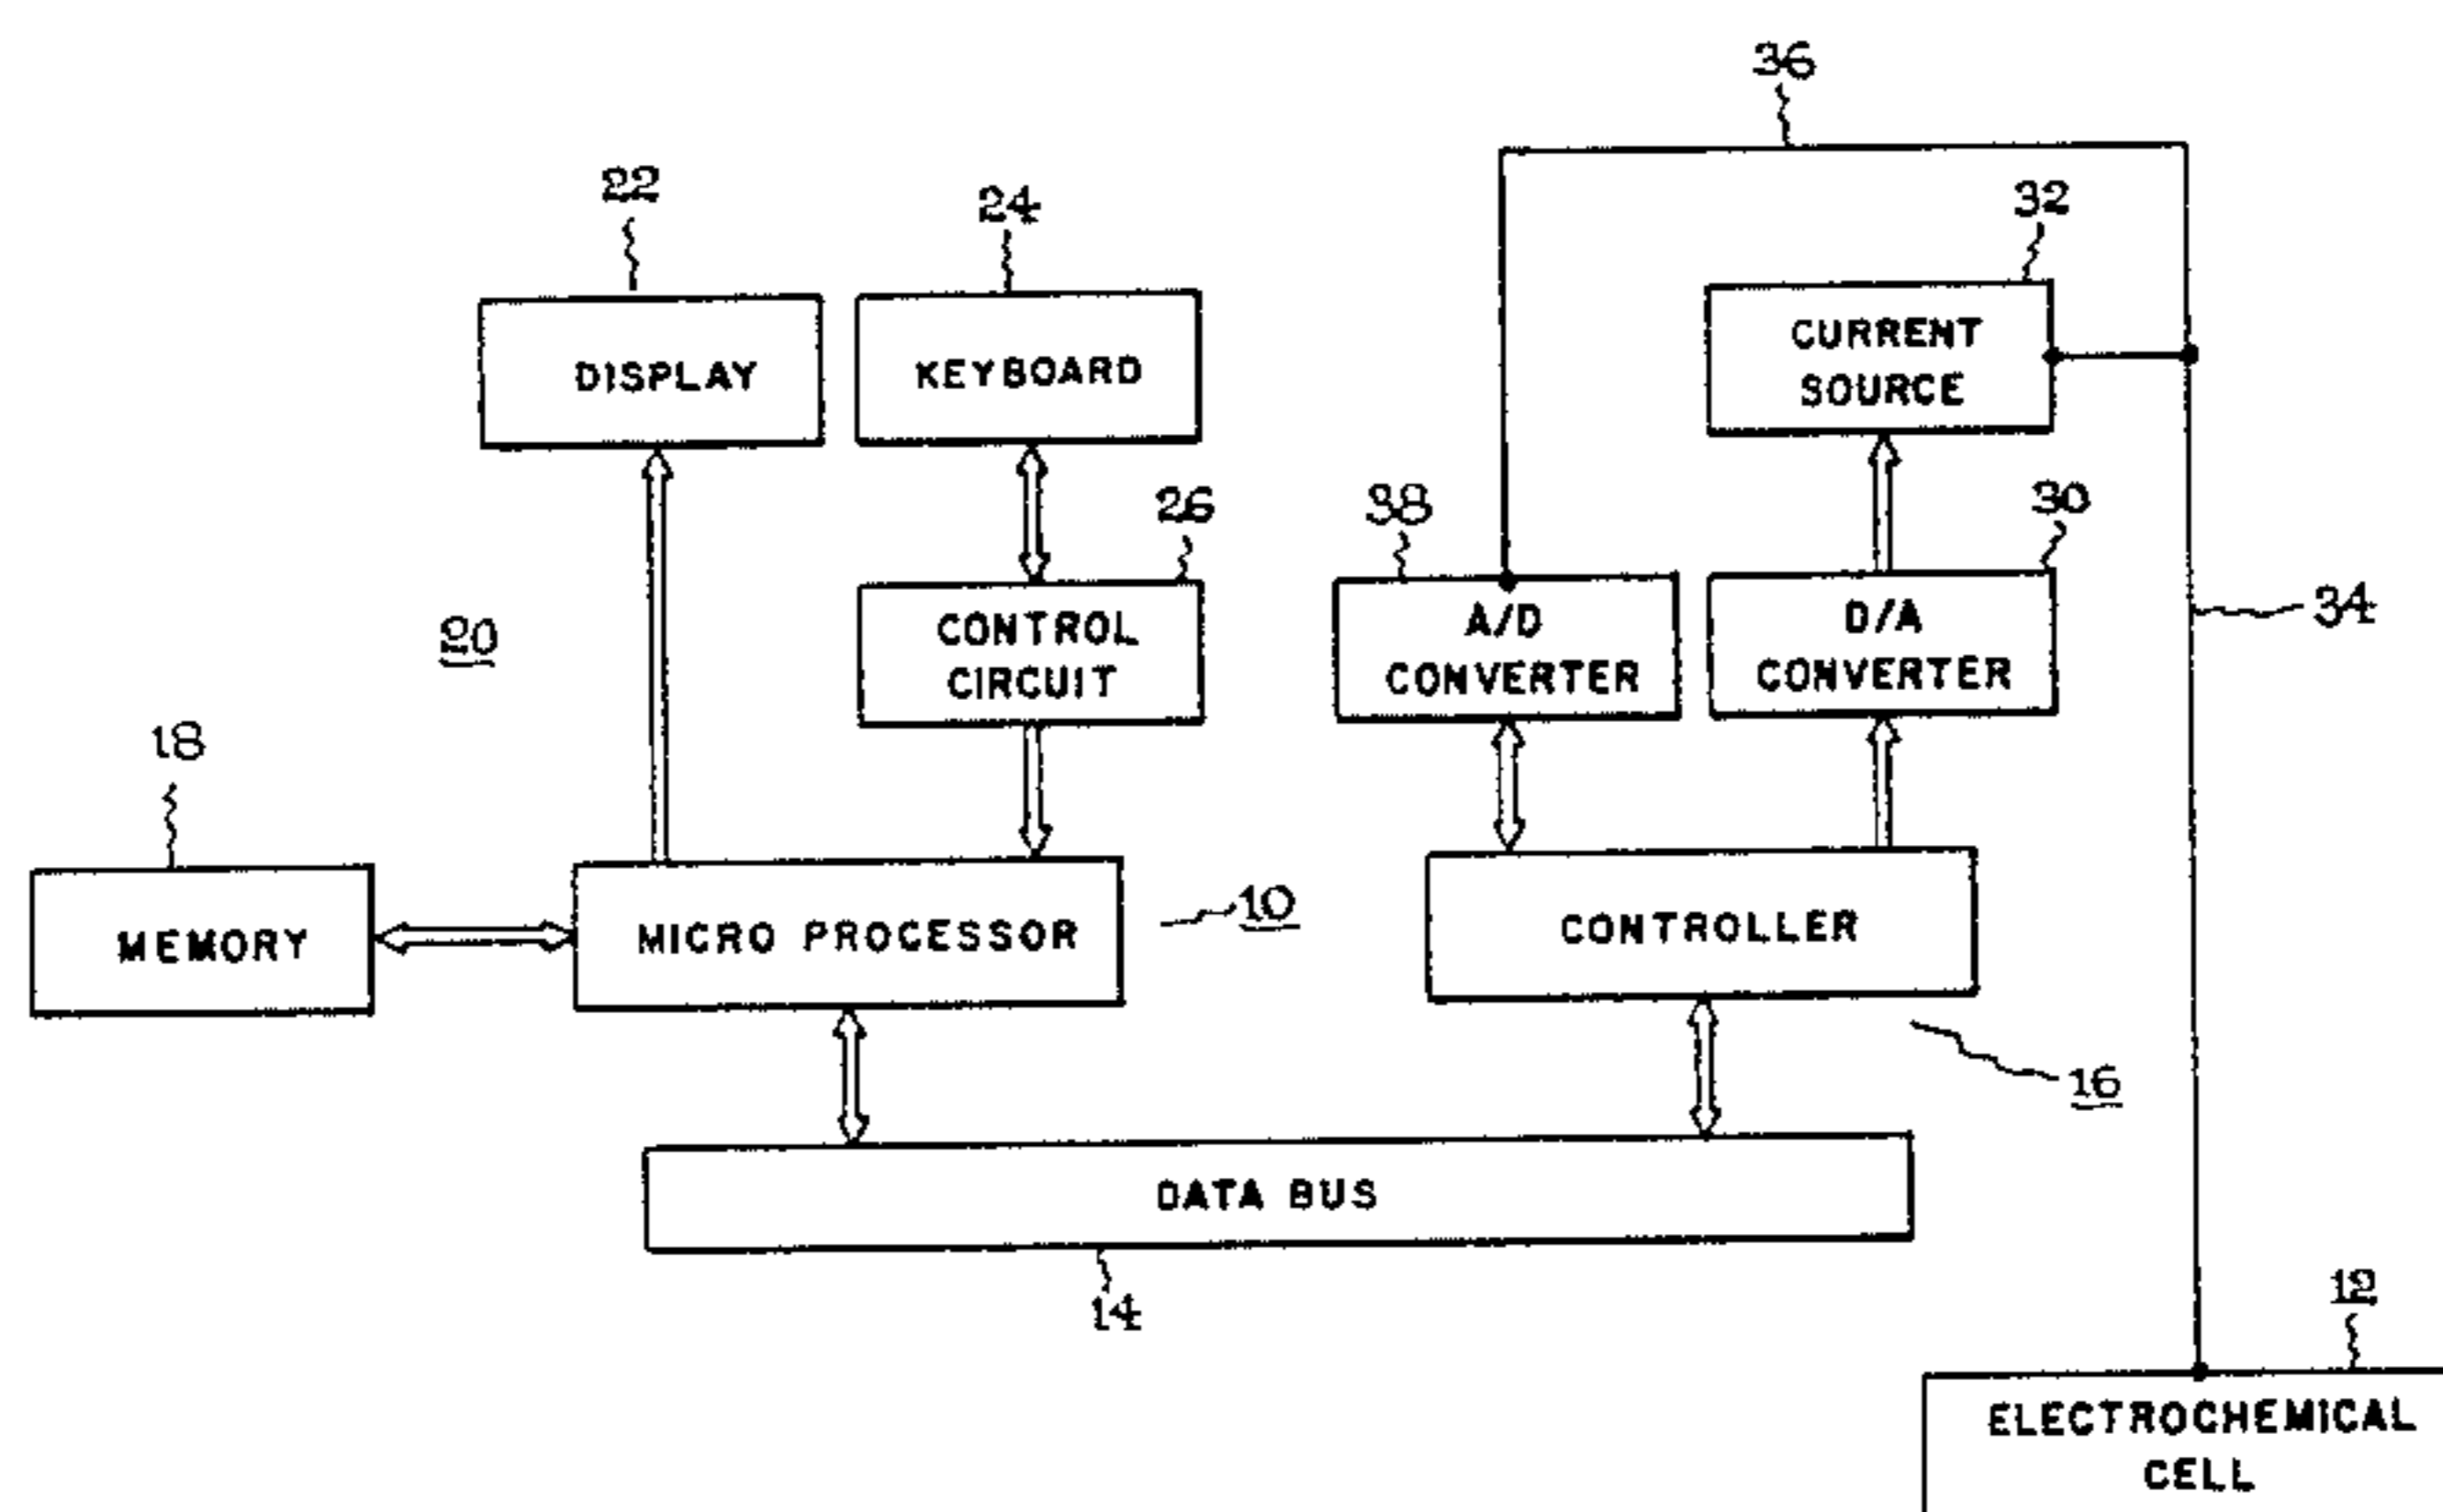 36
22
24
32
DISPLAY
KEYBOARD
CURRENT
SOURCE
26
38
30
20
CONTROL
CIRCUIT
A/D
CONVERTER
D/A
CONVERTER
34
18
MEMORY
MICRO PROCESSOR
10
CONTROLLER
16
DATA BUS
14
12
ELECTROCHEMICAL
CELL